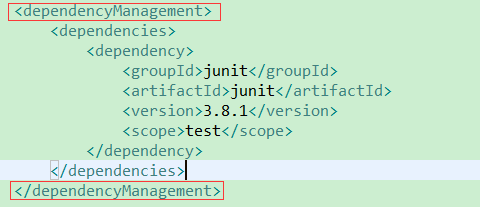 <dependencyManagement>
<dependencies>
<dependency>
<groupId>junit</groupId>
<artifactId>junit</artifactId>
<version>3.8.1</version>
<scope>test</scope>
</dependency>
</dependencies>
</dependencyManagement>